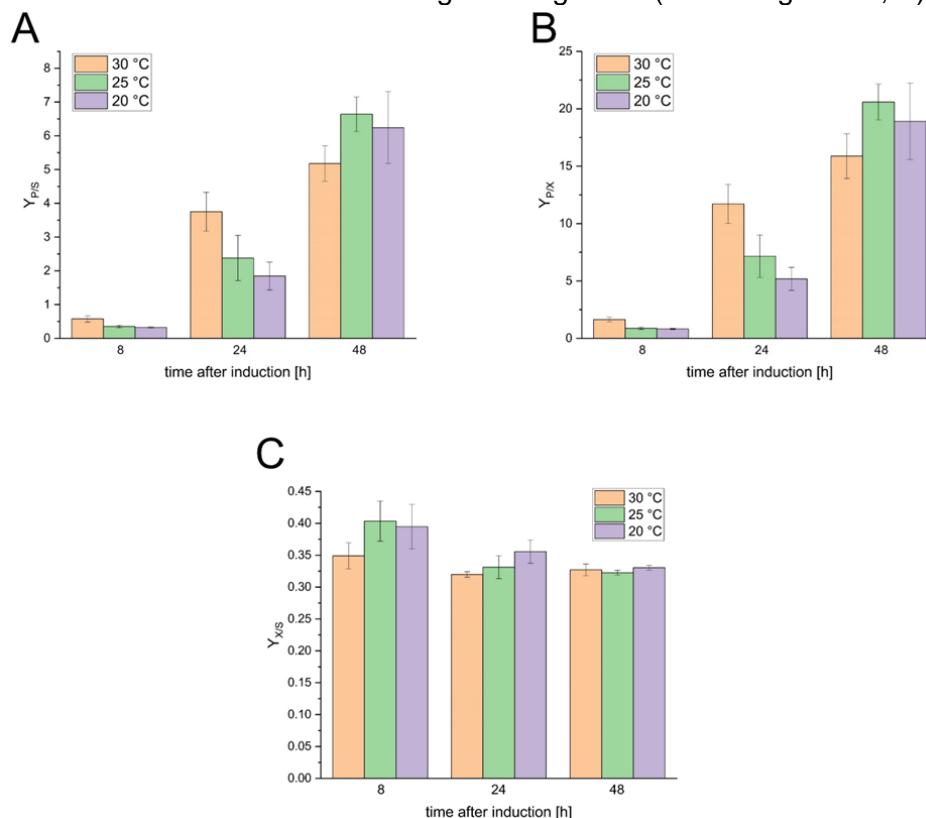 A
30 °C
25 °C
20 °C
8
7
6
5
4
3
2
1
0
Y_P/S
8 24 48
time after induction [h]
B
30 °C
25 °C
20 °C
25
20
15
10
5
0
Y_P/X
8 24 48
time after induction [h]
C
30 °C
25 °C
20 °C
0.45
0.40
0.35
0.30
0.25
0.20
0.15
0.10
0.05
0.00
Y_X/S
8 24 48
time after induction [h]